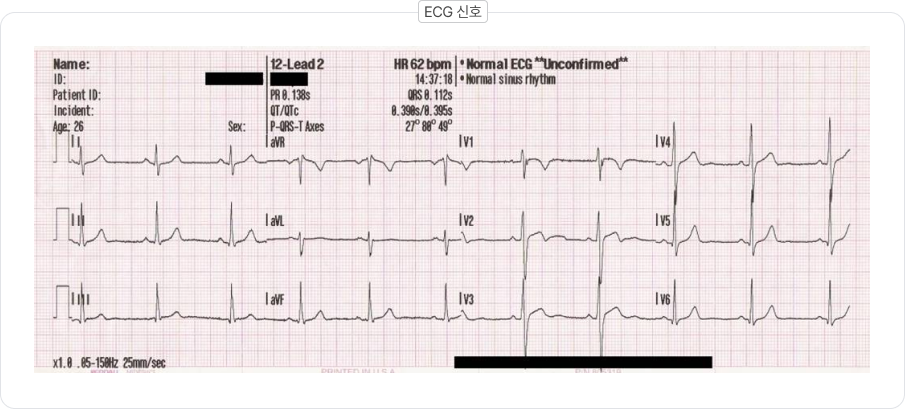 ECG 신호
Name: 12-Lead 2 HR 62 bpm • Normal ECG **Unconfirmed**
ID: 14:37:18 • Normal sinus rhythm
Patient ID: PR 0.138s QRS 0.112s
Incident: QT/QTc 0.390s/0.395s
Age: 26 Sex: P-QRS-T Axes 27° 80° 49°
I aVR V1 V4
II aVL V2 V5
III aVF V3 V6
x1.0 .05-150Hz 25mm/sec
PRINTED IN U.S.A.